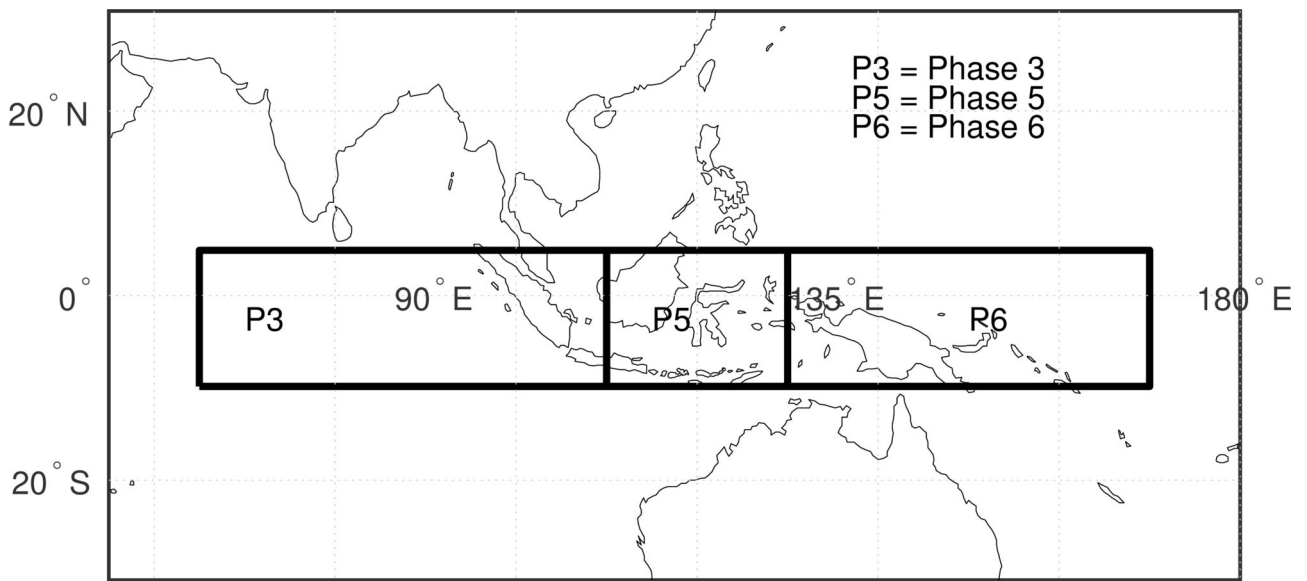 P3 = Phase 3
P5 = Phase 5
P6 = Phase 6
20° N
0°
90° E
135° E
180° E
P3
P5
P6
20° S